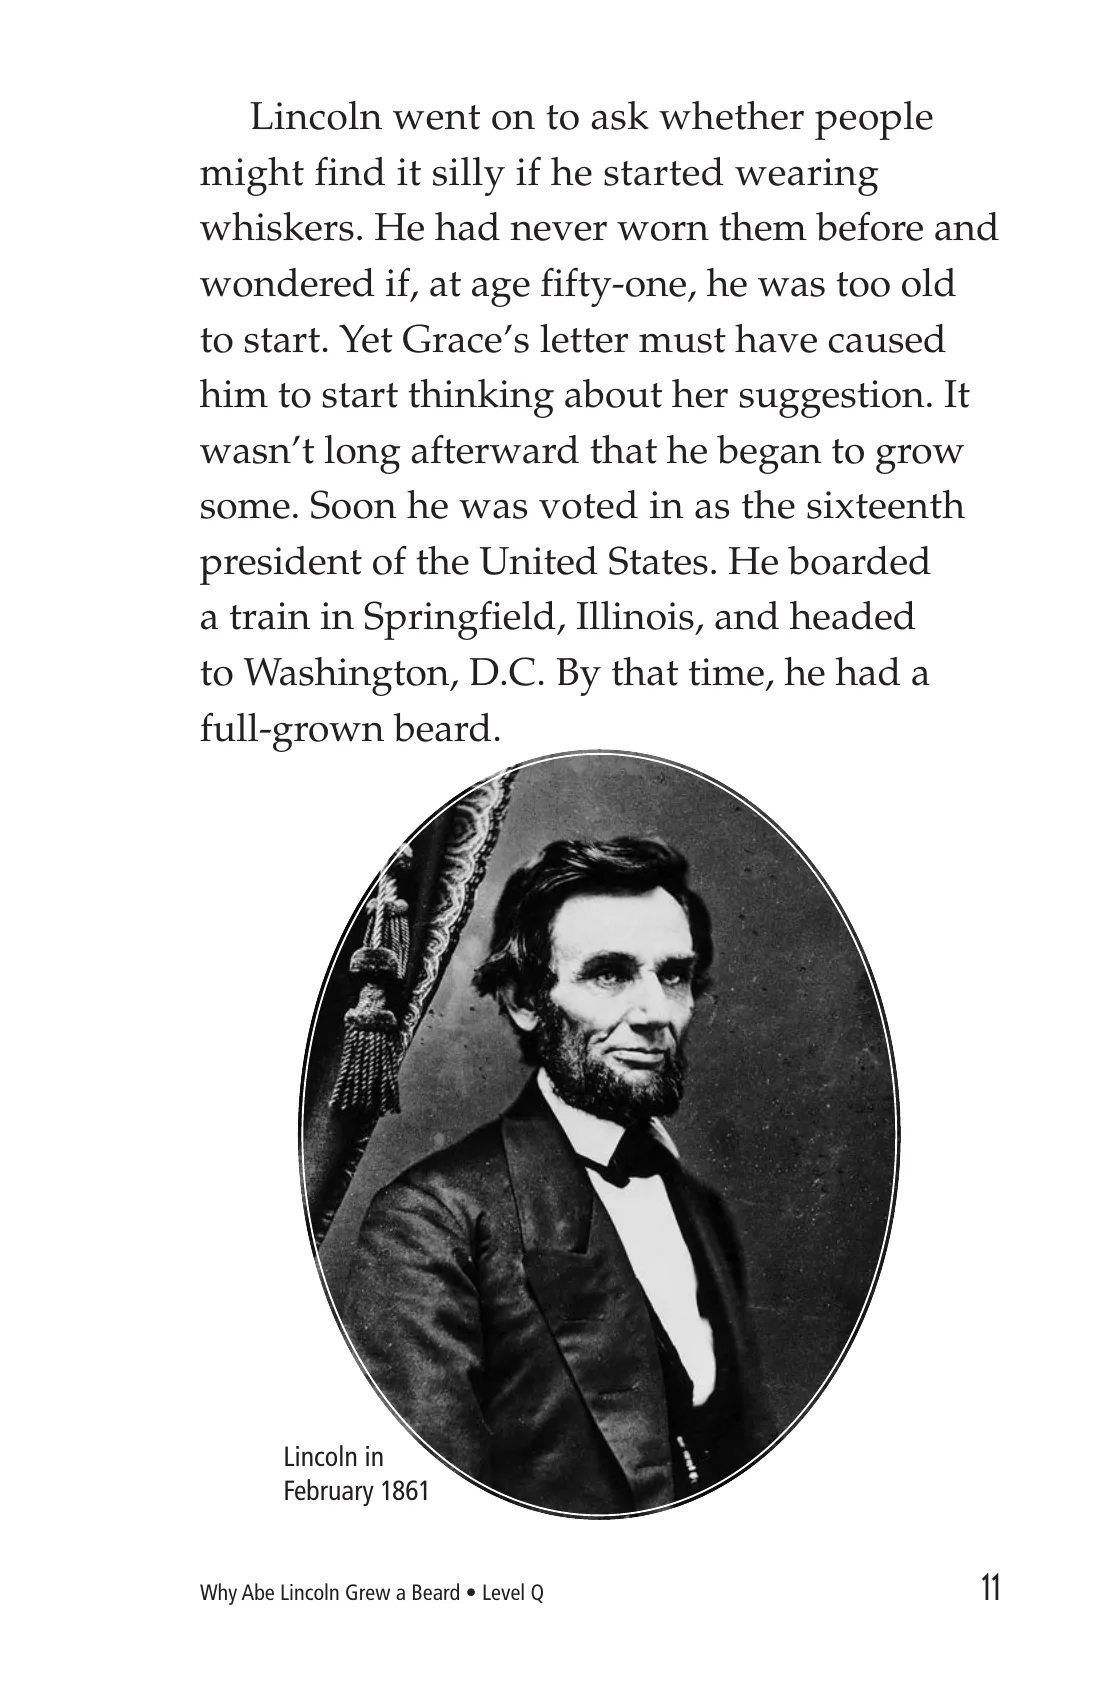 Lincoln went on to ask whether people
might find it silly if he started wearing
whiskers. He had never worn them before and
wondered if, at age fifty-one, he was too old
to start. Yet Grace’s letter must have caused
him to start thinking about her suggestion. It
wasn’t long afterward that he began to grow
some. Soon he was voted in as the sixteenth
president of the United States. He boarded
a train in Springfield, Illinois, and headed
to Washington, D.C. By that time, he had a
full-grown beard.
Lincoln in
February 1861
Why Abe Lincoln Grew a Beard • Level Q 11